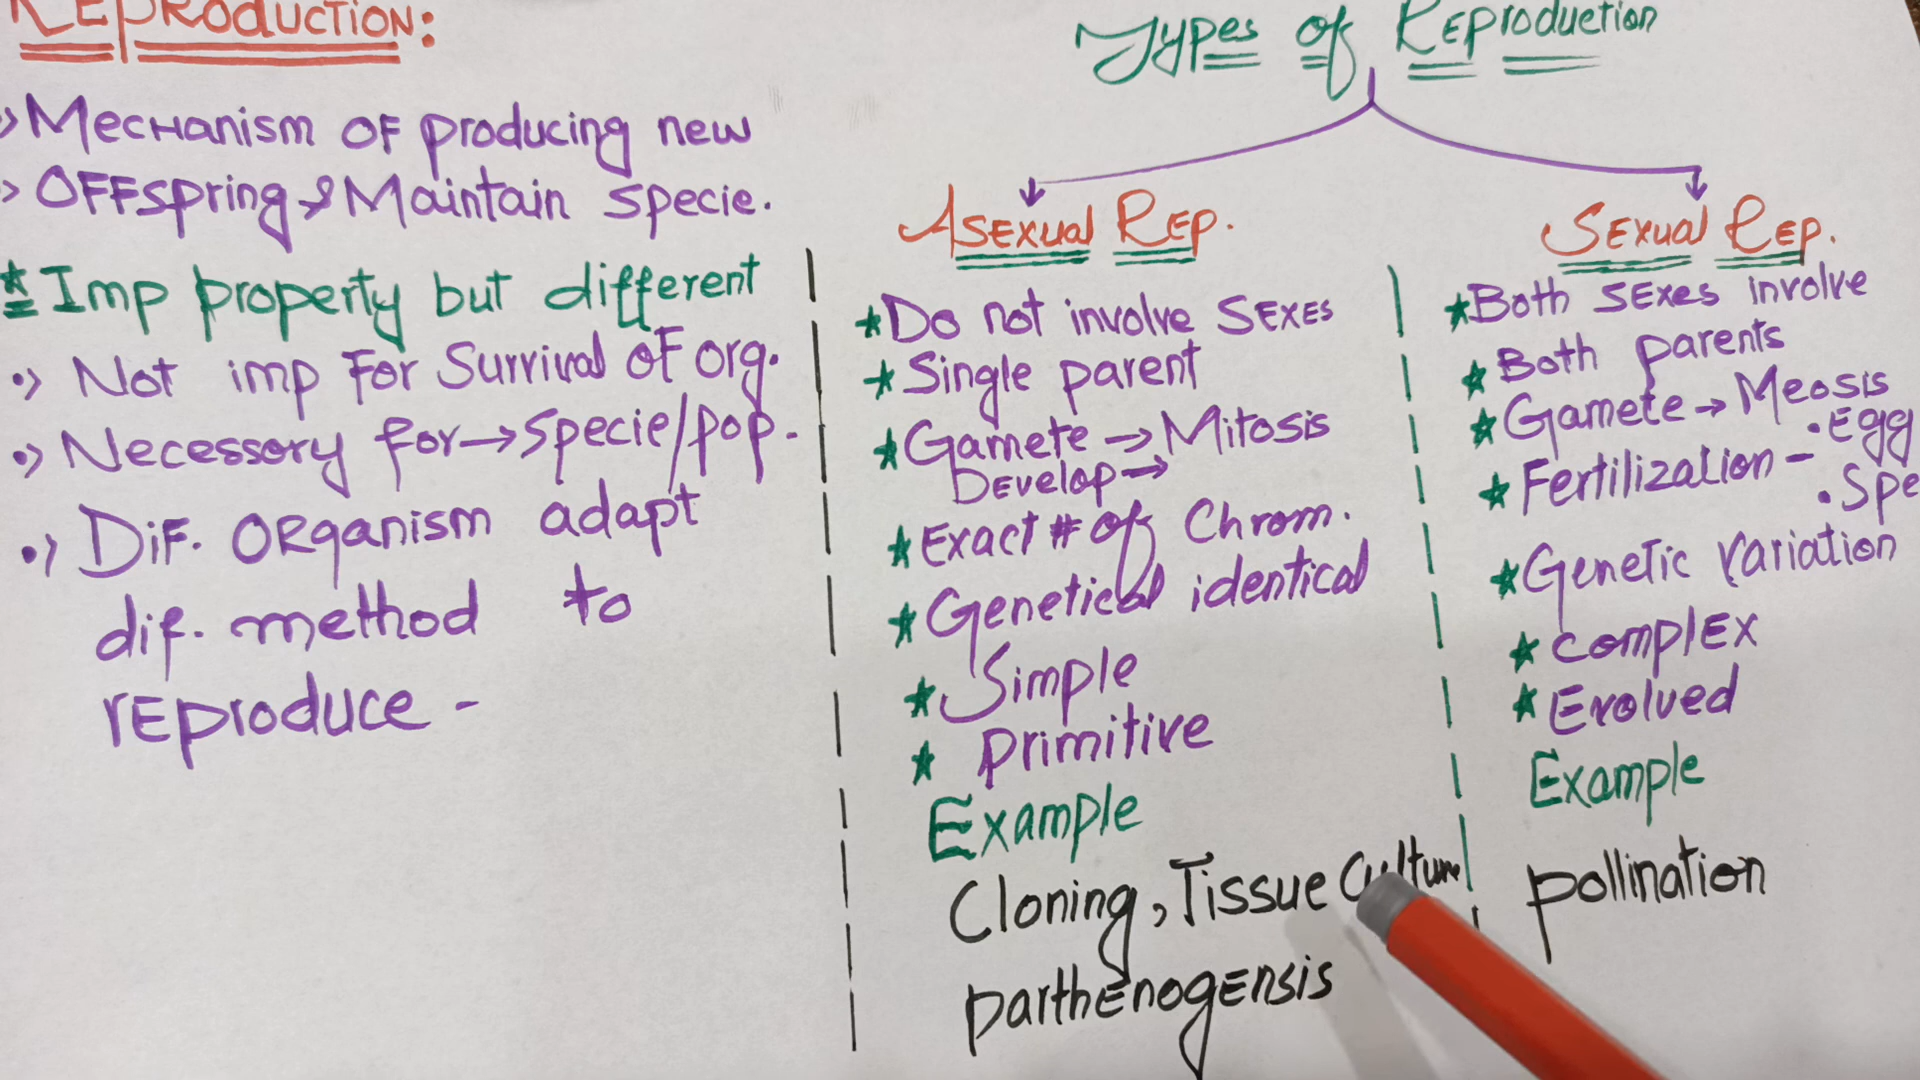 REPRODUCTION:
Mechanism of producing new
Offspring & Maintain specie.
Imp property but different
Not imp for Survival of org.
Necessory for → specie/pop.
Dif. Organism adapt
dif. method to
reproduce -
Types of Reproduction
Asexual Rep.
Do not involve sexes
Single parent
Gamete → Mitosis
Develop →
Exact # of Chrom.
Genetical identical
Simple
Primitive
Example
Cloning, Tissue Culture
parthenogensis
Sexual Rep.
Both sexes involve
Both parents
Gamete → Meosis
Fertilization - • Egg
• Spe
Genetic variation
Complex
Evolved
Example
pollination